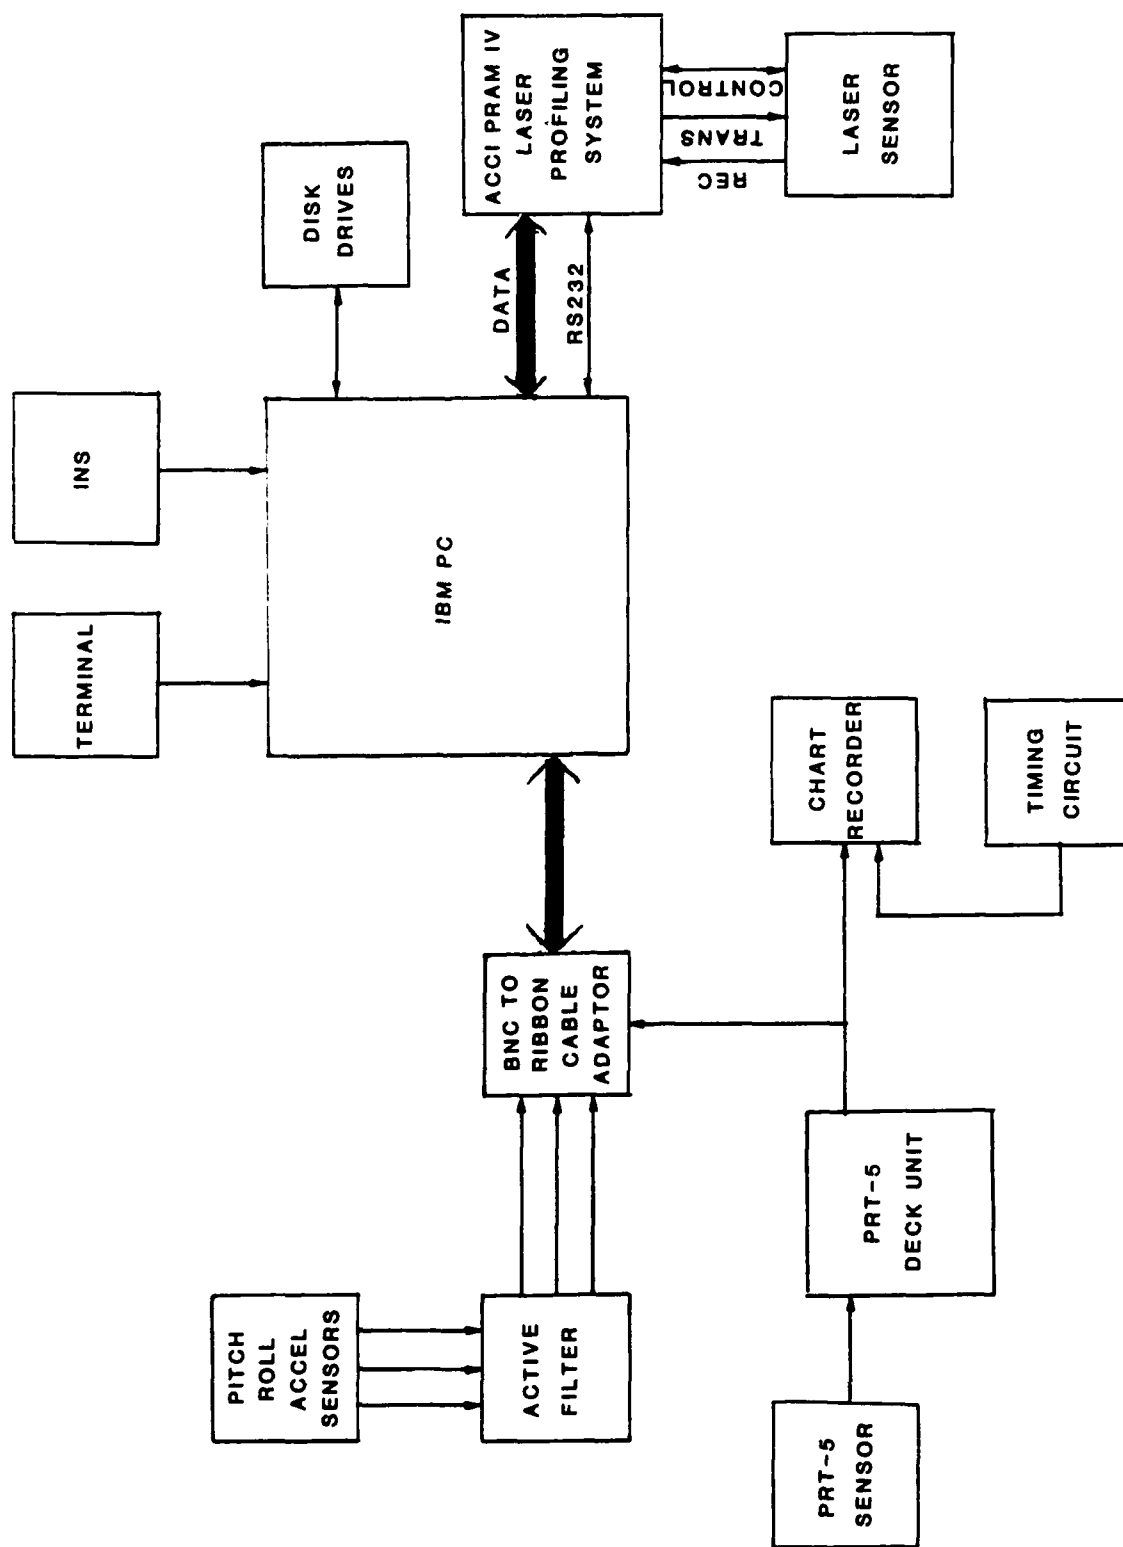 TERMINAL
INS
DISK
DRIVES
ACCI PRAM IV
LASER
PROFILING
SYSTEM
PITCH
ROLL
ACCEL
SENSORS
IBM PC
DATA
RS232
REC
TRANS
CONTROL
ACTIVE
FILTER
BNC TO
RIBBON
CABLE
ADAPTOR
LASER
SENSOR
CHART
RECORDER
PRT-5
SENSOR
PRT-5
DECK UNIT
TIMING
CIRCUIT